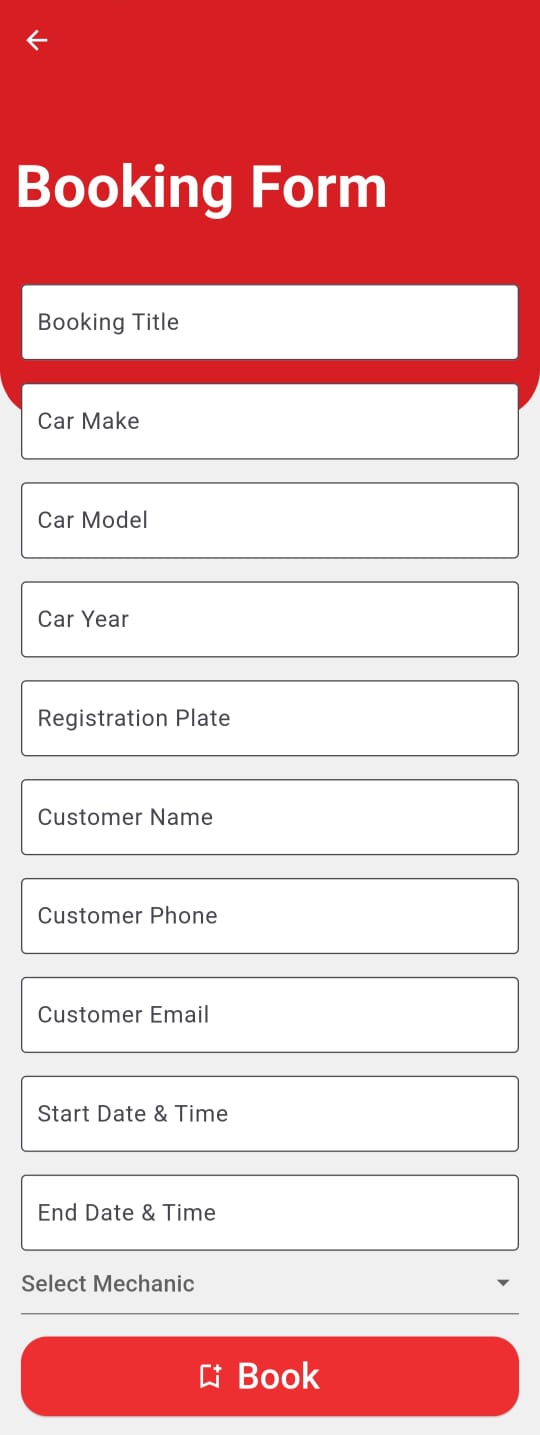 Booking Form
Booking Title
Car Make
Car Model
Car Year
Registration Plate
Customer Name
Customer Phone
Customer Email
Start Date & Time
End Date & Time
Select Mechanic
Book